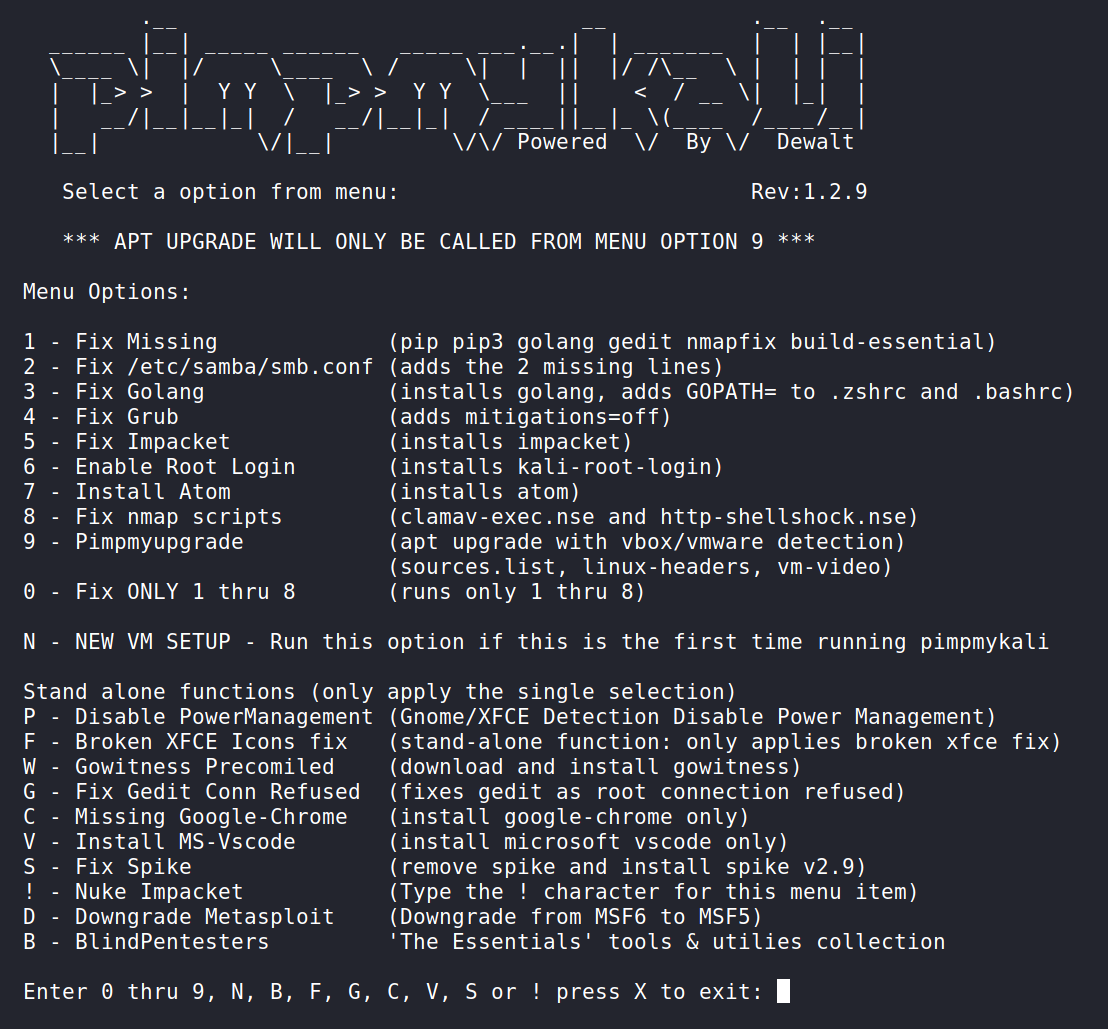 pimpmykali
Powered By Dewalt
Select a option from menu: Rev:1.2.9
*** APT UPGRADE WILL ONLY BE CALLED FROM MENU OPTION 9 ***
Menu Options:
1 - Fix Missing (pip pip3 golang gedit nmapfix build-essential)
2 - Fix /etc/samba/smb.conf (adds the 2 missing lines)
3 - Fix Golang (installs golang, adds GOPATH= to .zshrc and .bashrc)
4 - Fix Grub (adds mitigations=off)
5 - Fix Impacket (installs impacket)
6 - Enable Root Login (installs kali-root-login)
7 - Install Atom (installs atom)
8 - Fix nmap scripts (clamav-exec.nse and http-shellshock.nse)
9 - Pimpmyupgrade (apt upgrade with vbox/vmware detection)
(sources.list, linux-headers, vm-video)
0 - Fix ONLY 1 thru 8 (runs only 1 thru 8)
N - NEW VM SETUP - Run this option if this is the first time running pimpmykali
Stand alone functions (only apply the single selection)
P - Disable PowerManagement (Gnome/XFCE Detection Disable Power Management)
F - Broken XFCE Icons fix (stand-alone function: only applies broken xfce fix)
W - Gowitness Precomiled (download and install gowitness)
G - Fix Gedit Conn Refused (fixes gedit as root connection refused)
C - Missing Google-Chrome (install google-chrome only)
V - Install MS-Vscode (install microsoft vscode only)
S - Fix Spike (remove spike and install spike v2.9)
! - Nuke Impacket (Type the ! character for this menu item)
D - Downgrade Metasploit (Downgrade from MSF6 to MSF5)
B - BlindPentesters 'The Essentials' tools & utilies collection
Enter 0 thru 9, N, B, F, G, C, V, S or ! press X to exit: